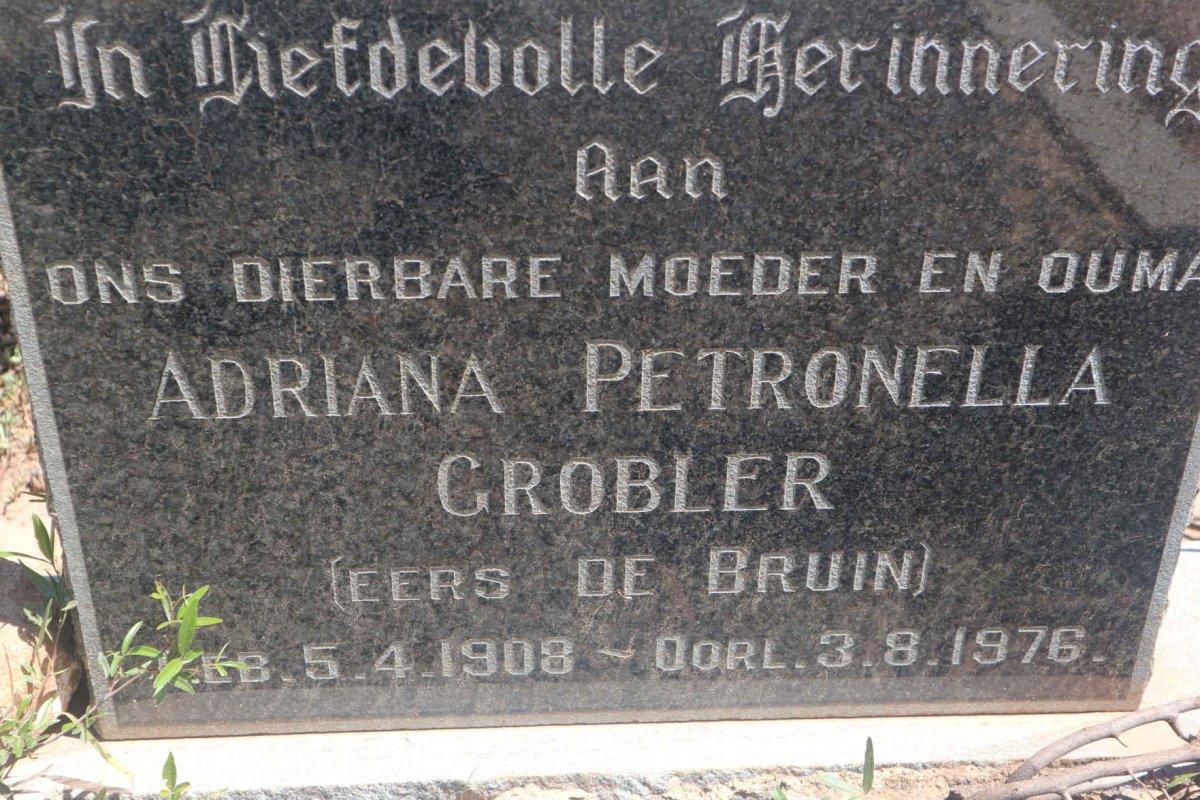 In Liefdevolle Herinnering
Aan
ONS DIERBARE MOEDER EN OUMA
ADRIANA PETRONELLA
GROBLER
(EERS DE BRUIN)
GEB. 5.4.1908 ~ OORL. 3.8.1976.